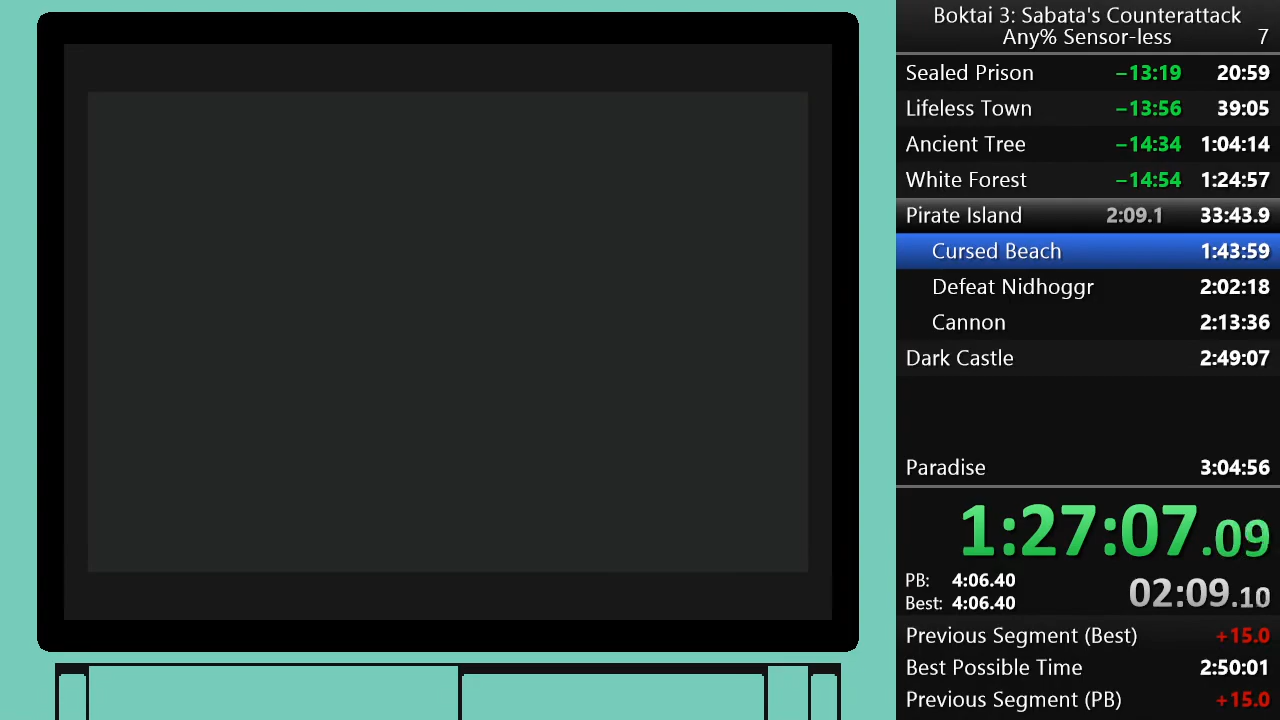 Boktai 3: Sabata's Counterattack
Any% Sensor-less 7
Sealed Prison −13:19 20:59
Lifeless Town −13:56 39:05
Ancient Tree −14:34 1:04:14
White Forest −14:54 1:24:57
Pirate Island 2:09.1 33:43.9
Cursed Beach 1:43:59
Defeat Nidhoggr 2:02:18
Cannon 2:13:36
Dark Castle 2:49:07
Paradise 3:04:56
1:27:07.09
PB: 4:06.40
Best: 4:06.40
02:09.10
Previous Segment (Best) +15.0
Best Possible Time 2:50:01
Previous Segment (PB) +15.0